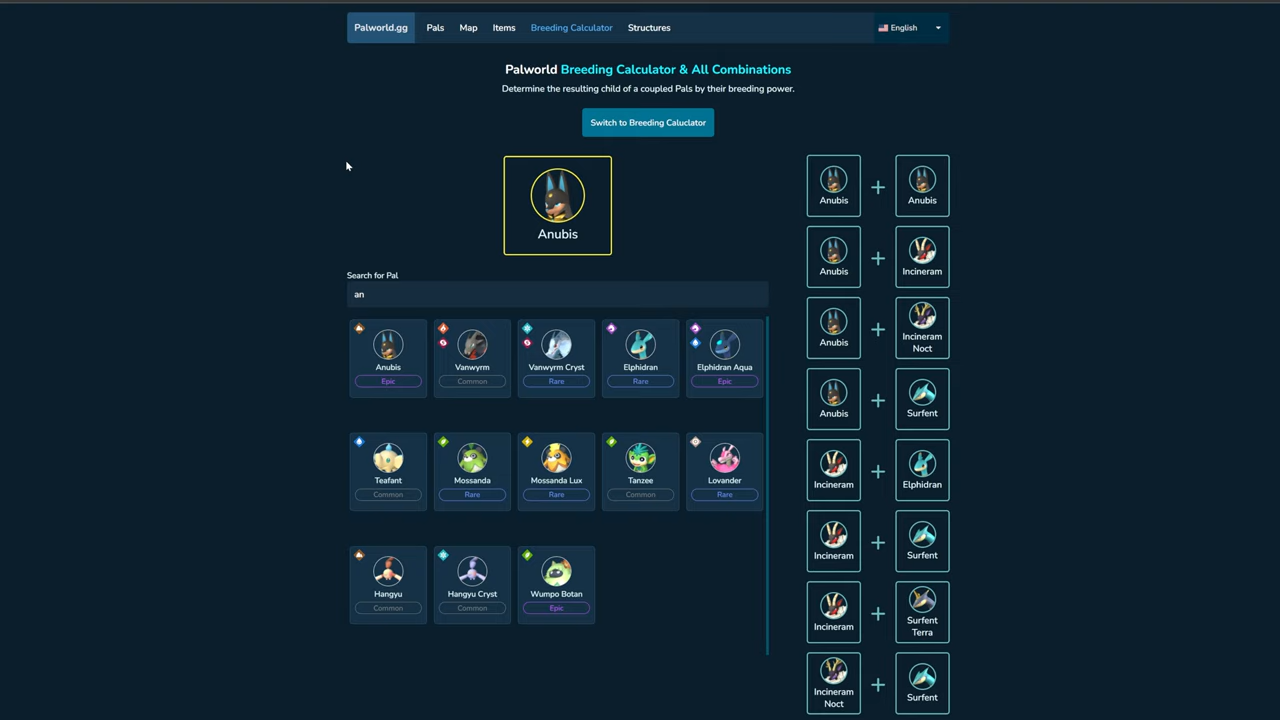 Palworld.gg Pals Map Items Breeding Calculator Structures English
Palworld Breeding Calculator & All Combinations
Determine the resulting child of a coupled Pals by their breeding power.
Switch to Breeding Caluclator
Anubis
Search for Pal
an
Anubis Vanwyrm Vanwyrm Cryst Elphidran Elphidran Aqua
Epic Common Rare Rare Epic
Teafant Mossanda Mossanda Lux Tanzee Lovander
Common Rare Rare Common Rare
Hangyu Hangyu Cryst Wumpo Botan
Common Common Epic
Anubis + Anubis
Anubis + Incineram
Anubis + Incineram
Noct
Anubis + Surfent
Incineram + Elphidran
Incineram + Surfent
Incineram + Surfent
Terra
Incineram
Noct + Surfent